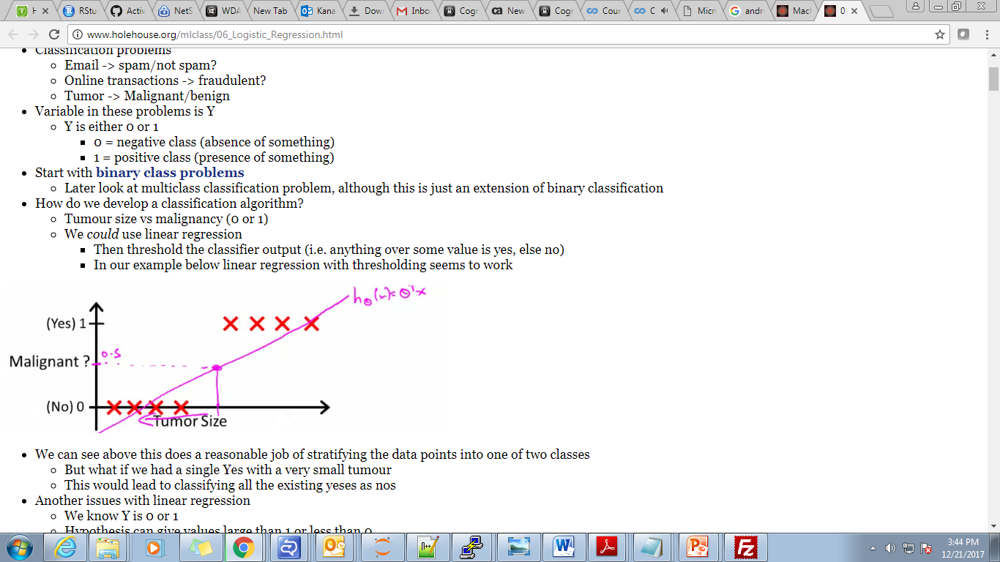 RStu
Activ
NetS
WDA
New Tab
Kana
Dow
Inbo
Cogr
New
Cogr
Cour
C
Micr
andr
Macl
0
www.holehouse.org/mlclass/06_Logistic_Regression.html
Classification problems
Email -> spam/not spam?
Online transactions -> fraudulent?
Tumor -> Malignant/benign
Variable in these problems is Y
Y is either 0 or 1
0 = negative class (absence of something)
1 = positive class (presence of something)
Start with binary class problems
Later look at multiclass classification problem, although this is just an extension of binary classification
How do we develop a classification algorithm?
Tumour size vs malignancy (0 or 1)
We could use linear regression
Then threshold the classifier output (i.e. anything over some value is yes, else no)
In our example below linear regression with thresholding seems to work
hθ(x)=θᵀx
(Yes) 1
0.5
Malignant ?
(No) 0
Tumor Size
We can see above this does a reasonable job of stratifying the data points into one of two classes
But what if we had a single Yes with a very small tumour
This would lead to classifying all the existing yeses as nos
Another issues with linear regression
We know Y is 0 or 1
Hypothesis can give values large than 1 or less than 0
3:44 PM
12/21/2017